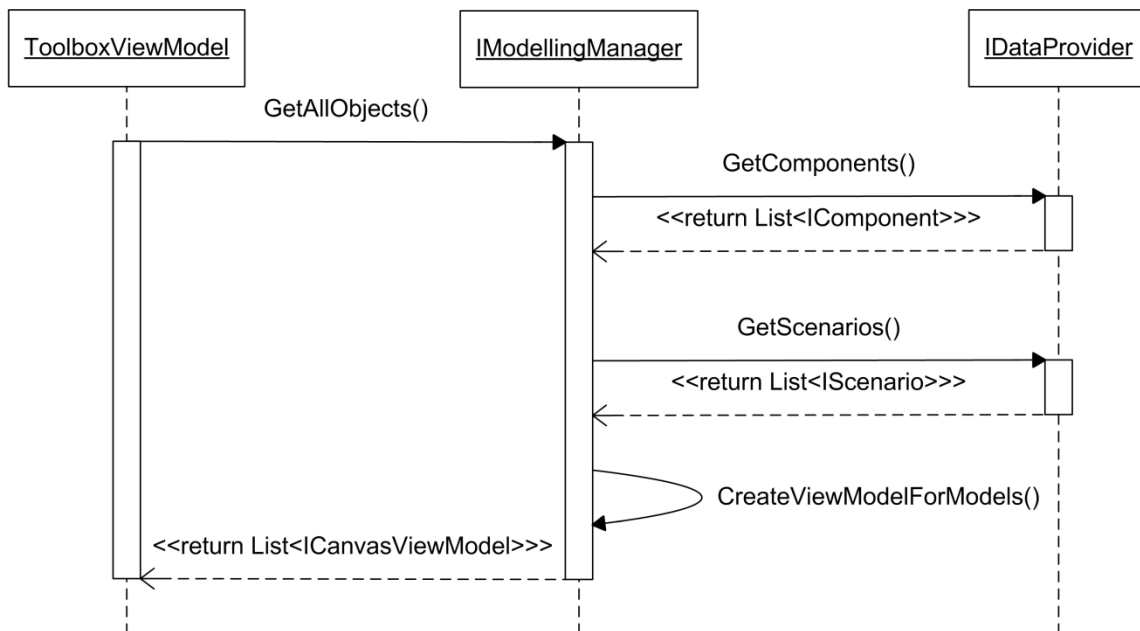 ToolboxViewModel
IModellingManager
IDataProvider
GetAllObjects()
GetComponents()
<<return List<IComponent>>>
GetScenarios()
<<return List<IScenario>>>
CreateViewModelForModels()
<<return List<ICanvasViewModel>>>